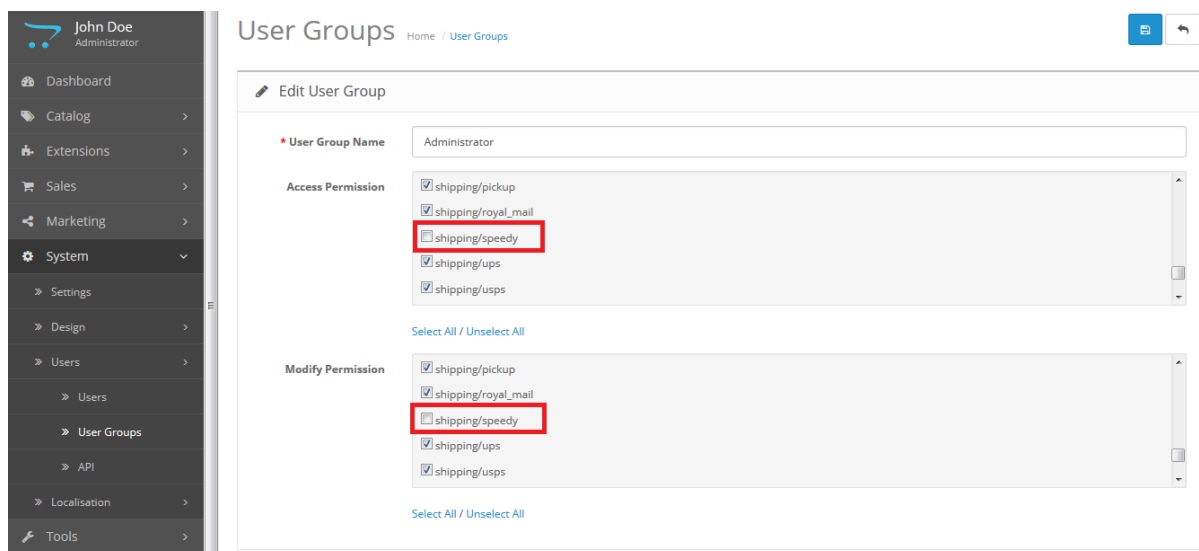 John Doe
Administrator
Dashboard
Catalog
Extensions
Sales
Marketing
System
Settings
Design
Users
Users
User Groups
API
Localisation
Tools
User Groups Home / User Groups
Edit User Group
* User Group Name Administrator
Access Permission
shipping/pickup
shipping/royal_mail
shipping/speedy
shipping/ups
shipping/usps
Select All / Unselect All
Modify Permission
shipping/pickup
shipping/royal_mail
shipping/speedy
shipping/ups
shipping/usps
Select All / Unselect All